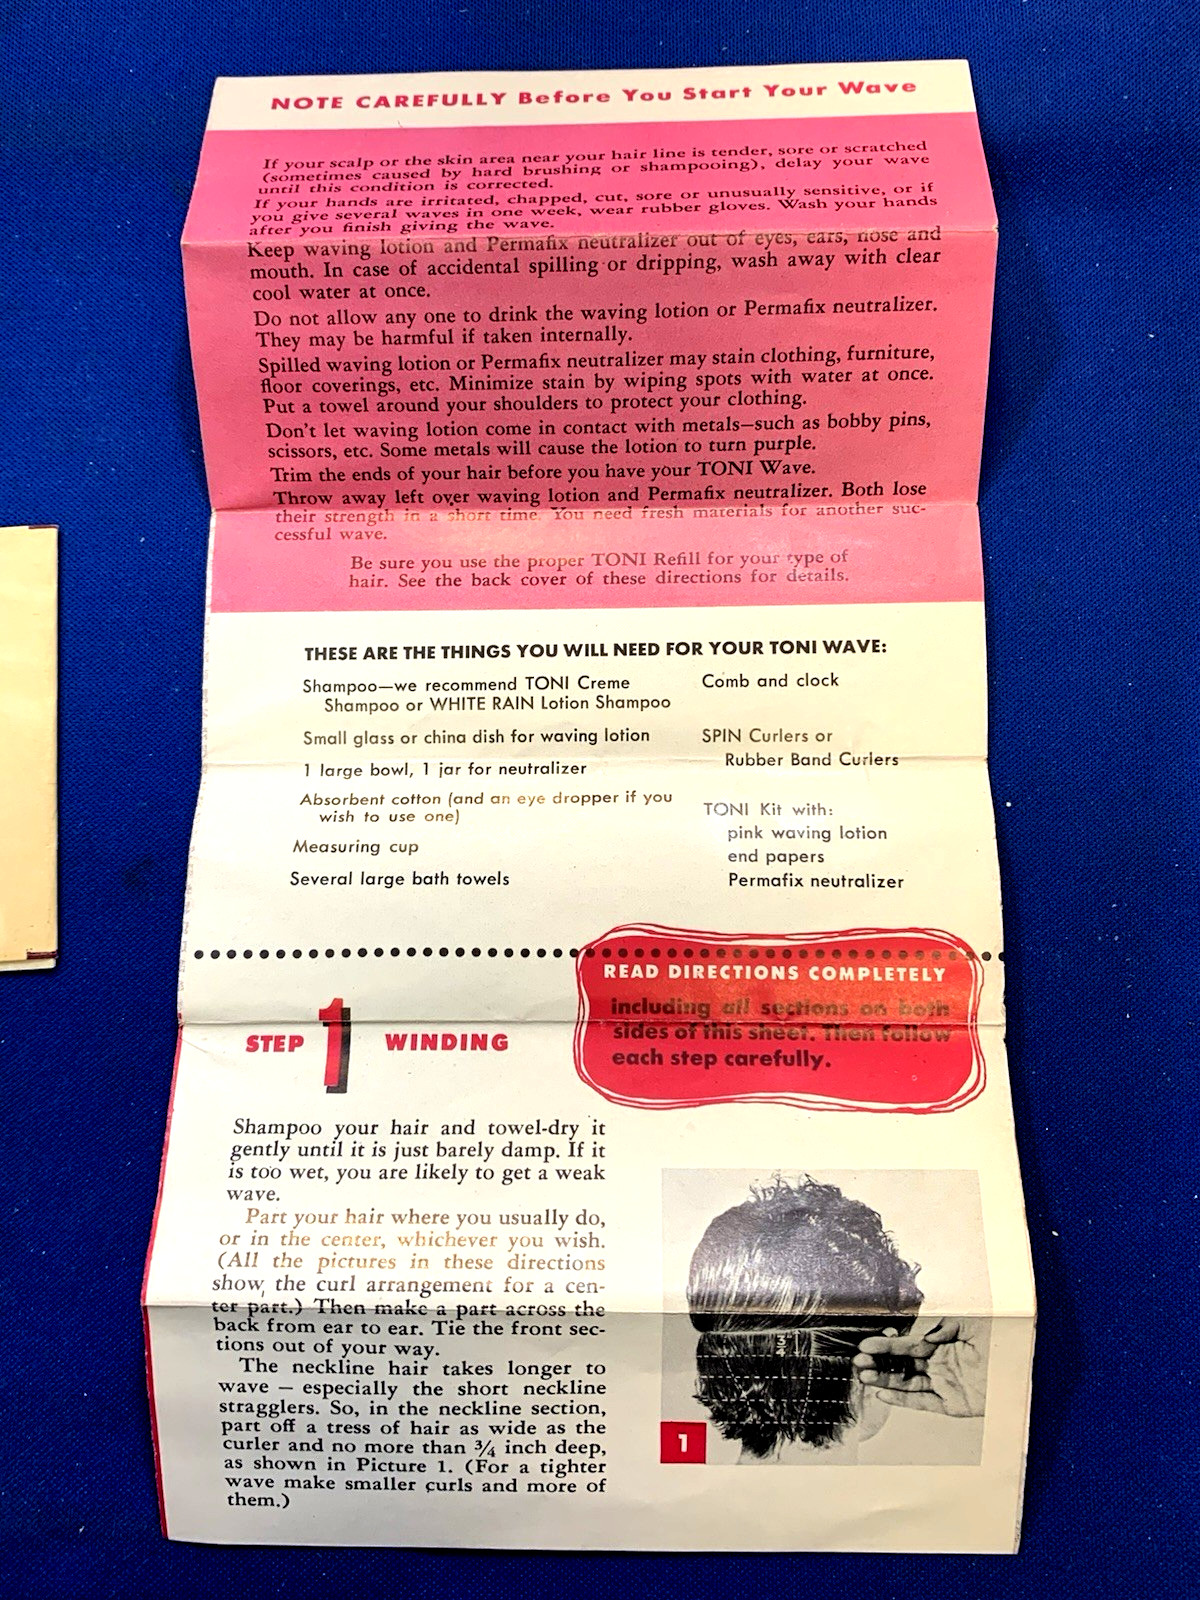 NOTE CAREFULLY Before You Start Your Wave
If your scalp or the skin area near your hair line is tender, sore or scratched
(sometimes caused by hard brushing or shampooing), delay your wave
until this condition is corrected.
If your hands are irritated, chapped, cut, sore or unusually sensitive, or if
you give several waves in one week, wear rubber gloves. Wash your hands
after you finish giving the wave.
Keep waving lotion and Permafix neutralizer out of eyes, ears, nose and
mouth. In case of accidental spilling or dripping, wash away with clear
cool water at once.
Do not allow any one to drink the waving lotion or Permafix neutralizer.
They may be harmful if taken internally.
Spilled waving lotion or Permafix neutralizer may stain clothing, furniture,
floor coverings, etc. Minimize stain by wiping spots with water at once.
Put a towel around your shoulders to protect your clothing.
Don't let waving lotion come in contact with metals—such as bobby pins,
scissors, etc. Some metals will cause the lotion to turn purple.
Trim the ends of your hair before you have your TONI Wave.
Throw away left over waving lotion and Permafix neutralizer. Both lose
their strength in a short time. You need fresh materials for another suc-
cessful wave.
Be sure you use the proper TONI Refill for your type of
hair. See the back cover of these directions for details.
THESE ARE THE THINGS YOU WILL NEED FOR YOUR TONI WAVE:
Shampoo—we recommend TONI Creme
Shampoo or WHITE RAIN Lotion Shampoo
Small glass or china dish for waving lotion
1 large bowl, 1 jar for neutralizer
Absorbent cotton (and an eye dropper if you
wish to use one)
Measuring cup
Several large bath towels
Comb and clock
SPIN Curlers or
Rubber Band Curlers
TONI Kit with:
pink waving lotion
end papers
Permafix neutralizer
READ DIRECTIONS COMPLETELY
including all sections on both
sides of this sheet. Then follow
each step carefully.
STEP 1 WINDING
Shampoo your hair and towel-dry it
gently until it is just barely damp. If it
is too wet, you are likely to get a weak
wave.
Part your hair where you usually do,
or in the center, whichever you wish.
(All the pictures in these directions
show the curl arrangement for a cen-
ter part.) Then make a part across the
back from ear to ear. Tie the front sec-
tions out of your way.
The neckline hair takes longer to
wave — especially the short neckline
stragglers. So, in the neckline section,
part off a tress of hair as wide as the
curler and no more than ¾ inch deep,
as shown in Picture 1. (For a tighter
wave make smaller curls and more of
them.)
¾
1